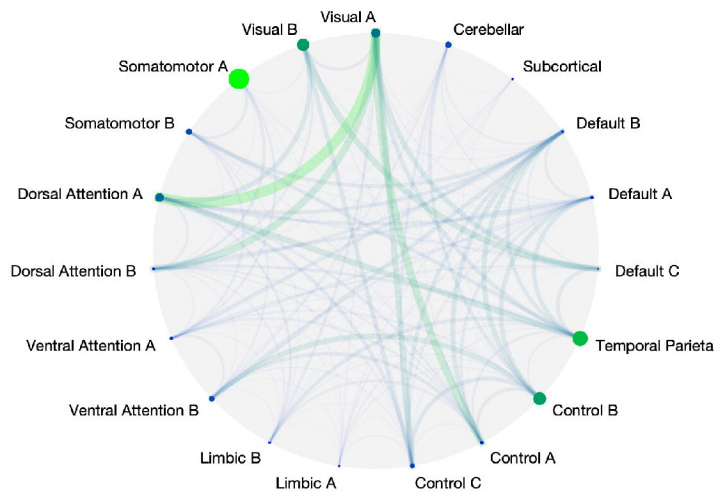 Visual A
Visual B
Cerebellar
Somatomotor A
Subcortical
Somatomotor B
Default B
Dorsal Attention A
Default A
Dorsal Attention B
Default C
Ventral Attention A
Temporal Parieta
Ventral Attention B
Control B
Limbic B
Control A
Limbic A
Control C